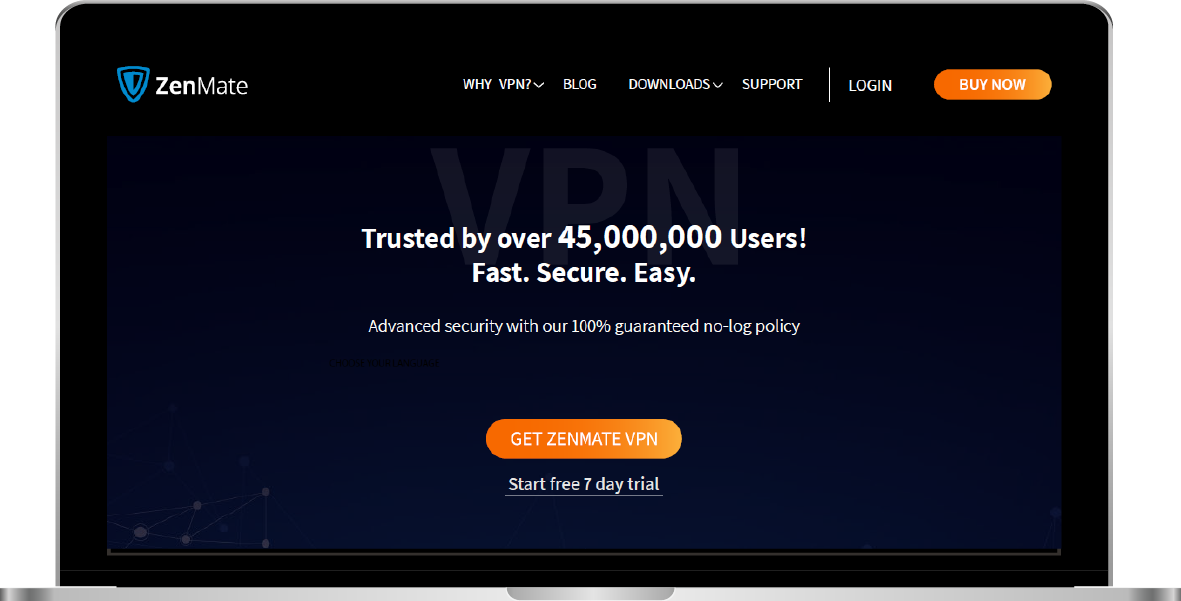 ZenMate
WHY VPN?
BLOG
DOWNLOADS
SUPPORT
LOGIN
BUY NOW
VPN
Trusted by over 45,000,000 Users!
Fast. Secure. Easy.
Advanced security with our 100% guaranteed no-log policy
GET ZENMATE VPN
Start free 7 day trial